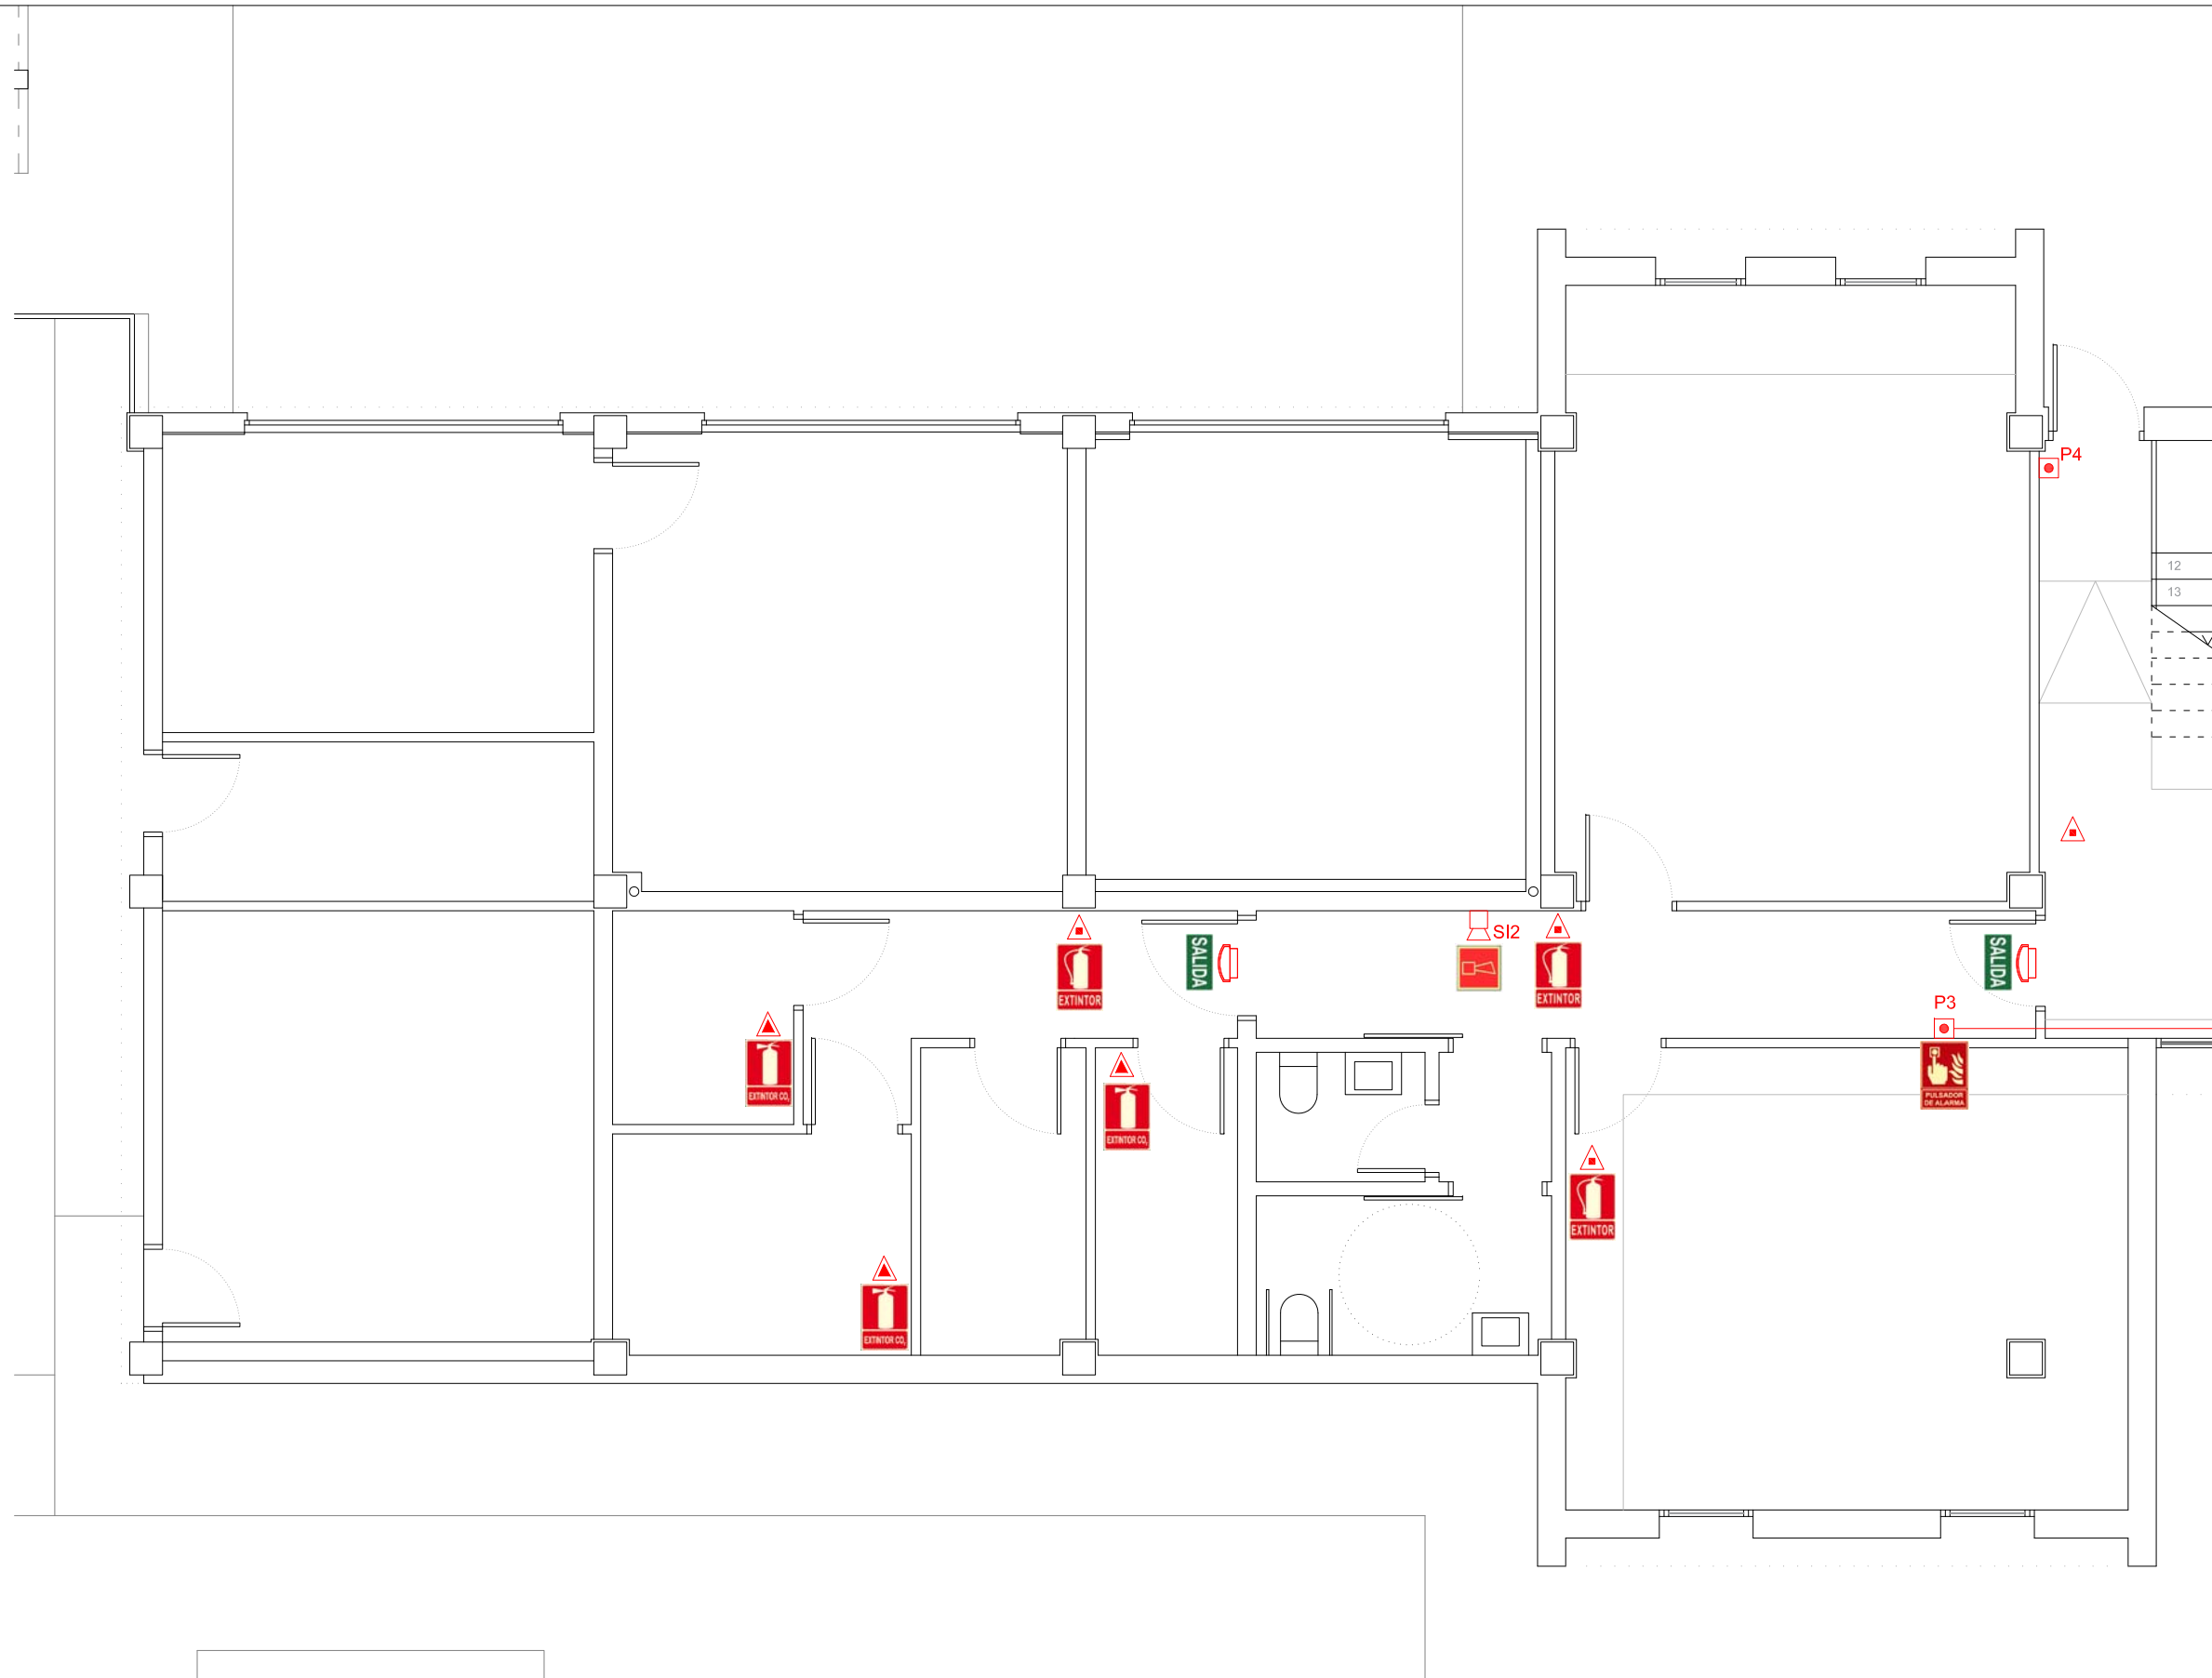 P4
12
13
SI2
SALIDA
SALIDA
EXTINTOR
EXTINTOR
P3
EXTINTOR CO₂
PULSADOR
DE ALARMA
EXTINTOR CO₂
EXTINTOR
EXTINTOR CO₂